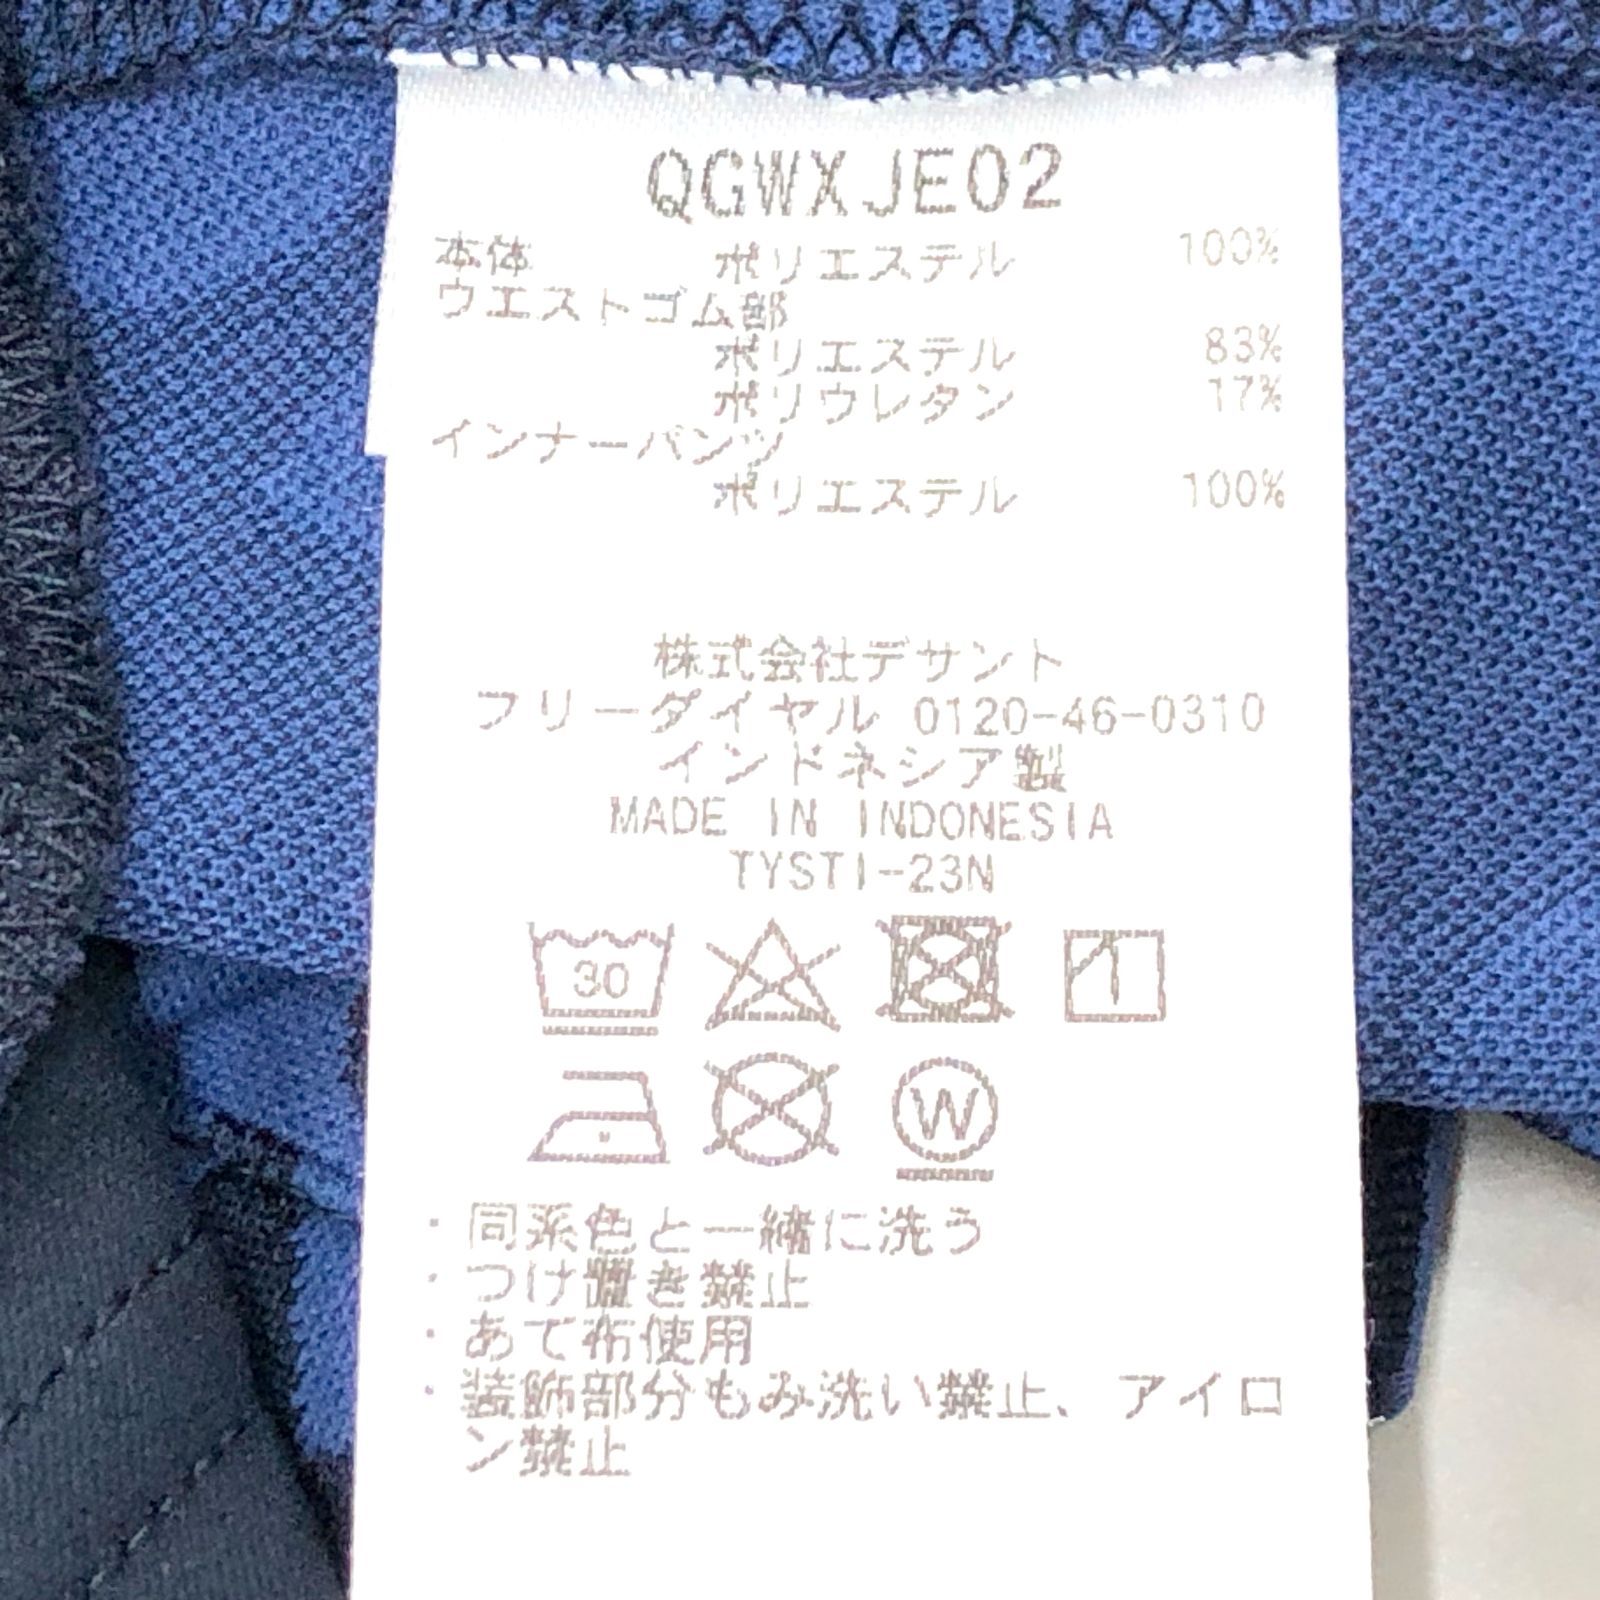 QGWXJE02
本体 ポリエステル 100%
ウエストゴム部
ポリエステル 83%
ポリウレタン 17%
インナーパンツ
ポリエステル 100%
株式会社デサント
フリーダイヤル 0120-46-0310
インドネシア製
MADE IN INDONESIA
TYSTI-23N
30
W
・同系色と一緒に洗う
・つけ置き禁止
・あて布使用
・装飾部分もみ洗い禁止、アイロ
ン禁止